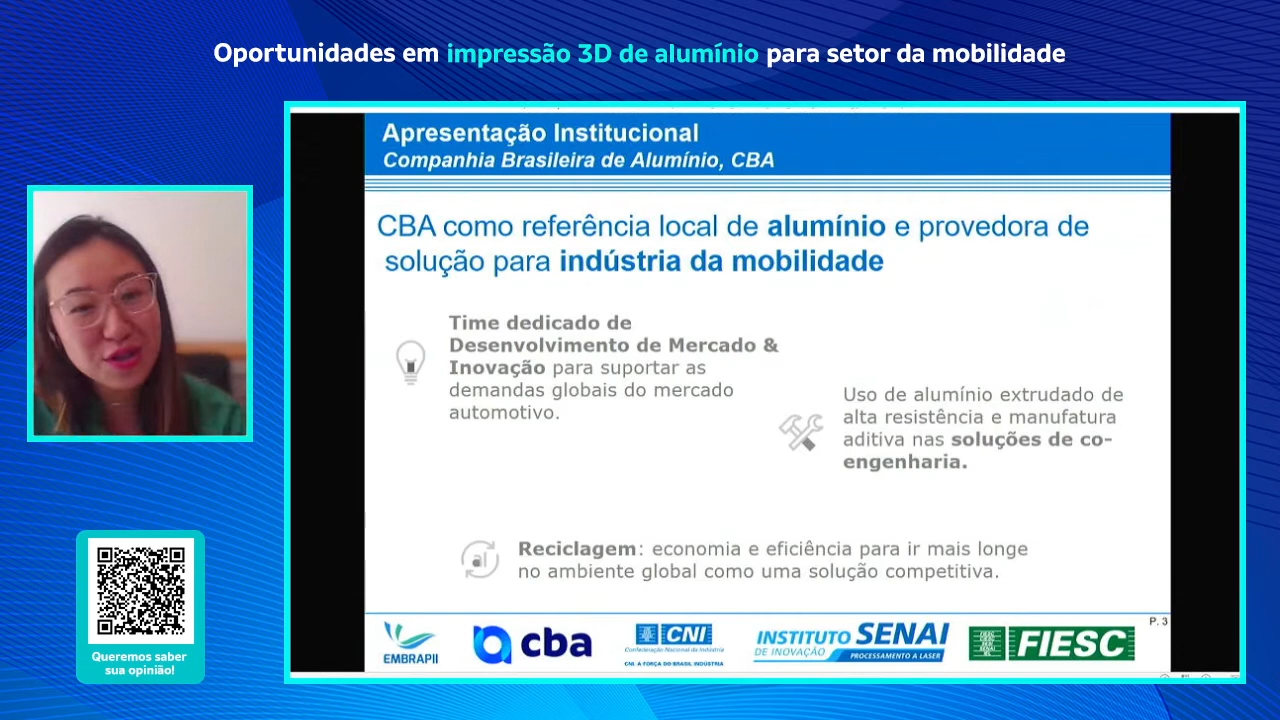 Oportunidades em impressão 3D de alumínio para setor da mobilidade
Apresentação Institucional
Companhia Brasileira de Alumínio, CBA
CBA como referência local de alumínio e provedora de
solução para indústria da mobilidade
Time dedicado de
Desenvolvimento de Mercado &
Inovação para suportar as
demandas globais do mercado
automotivo.
Uso de alumínio extrudado de
alta resistência e manufatura
aditiva nas soluções de co-
engenharia.
al
Reciclagem: economia e eficiência para ir mais longe
no ambiente global como uma solução competitiva.
P. 3
EMBRAPII
cba
CNI
Confederação Nacional da Indústria
CNI. A FORÇA DO BRASIL INDÚSTRIA
INSTITUTO SENAI
DE INOVAÇÃO
PROCESSAMENTO A LASER
FIESC
Queremos saber
sua opinião!